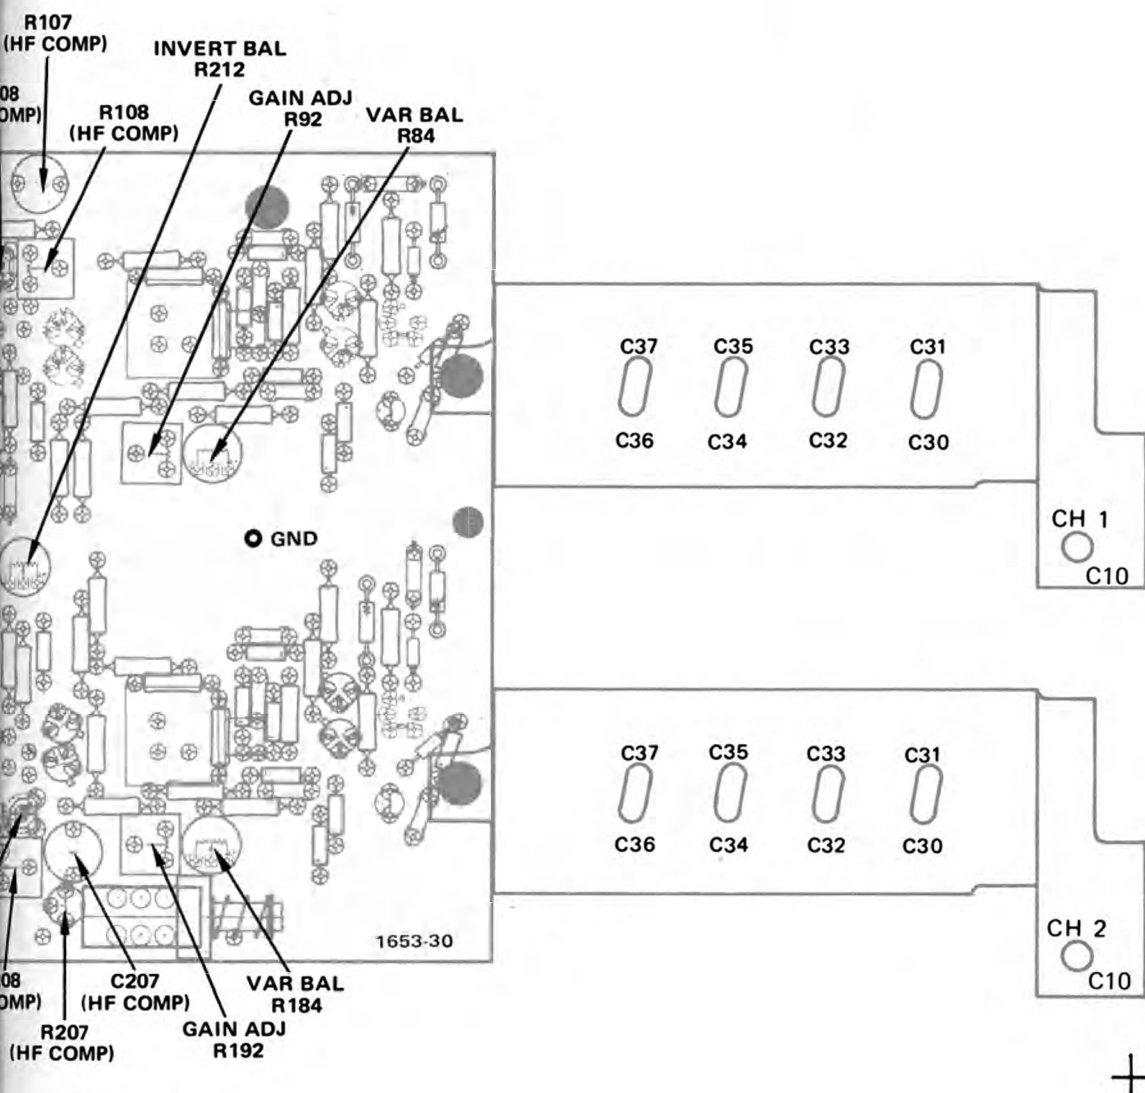 R107
(HF COMP)
INVERT BAL
R212
GAIN ADJ
R92
VAR BAL
R84
08
OMP)
R108
(HF COMP)
C37
C35
C33
C31
C36
C34
C32
C30
CH 1
C10
GND
C37
C35
C33
C31
C36
C34
C32
C30
CH 2
C10
1653-30
08
OMP)
C207
(HF COMP)
VAR BAL
R184
R207
(HF COMP)
GAIN ADJ
R192